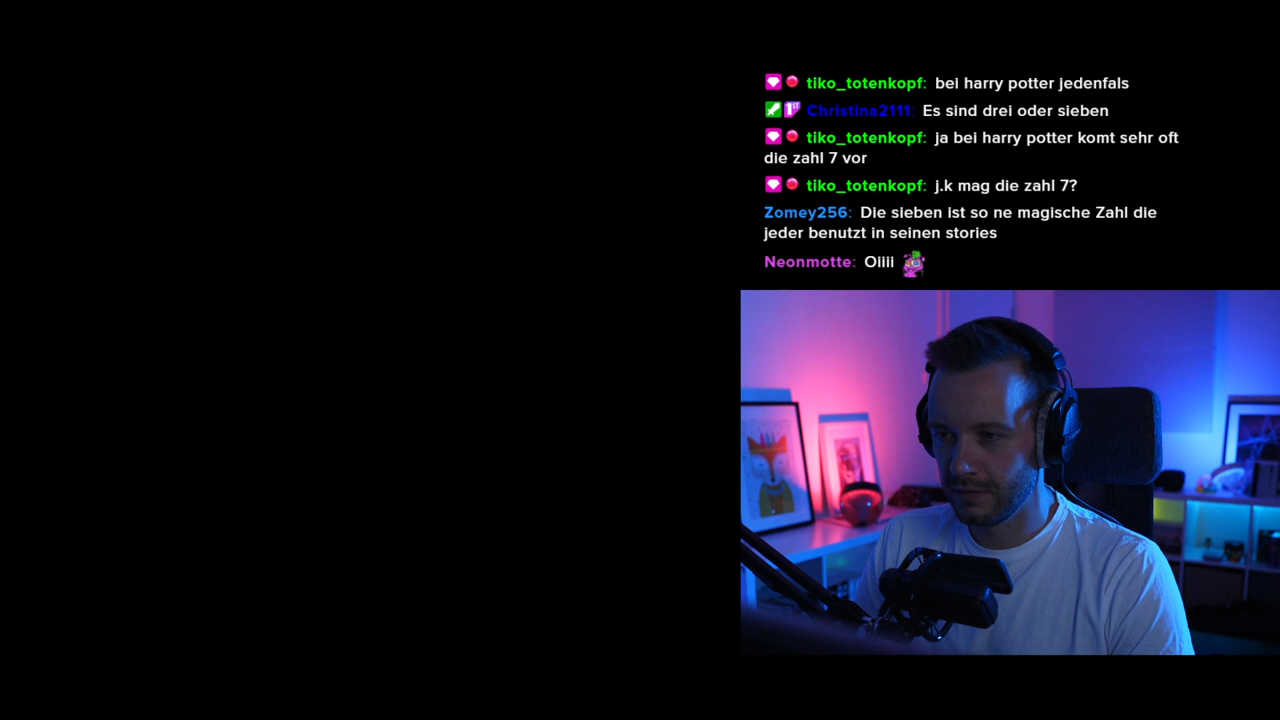 tiko_totenkopf: bei harry potter jedenfals
Christina2111: Es sind drei oder sieben
tiko_totenkopf: ja bei harry potter komt sehr oft
die zahl 7 vor
tiko_totenkopf: j.k mag die zahl 7?
Zomey256: Die sieben ist so ne magische Zahl die
jeder benutzt in seinen stories
Neonmotte: Oiiii